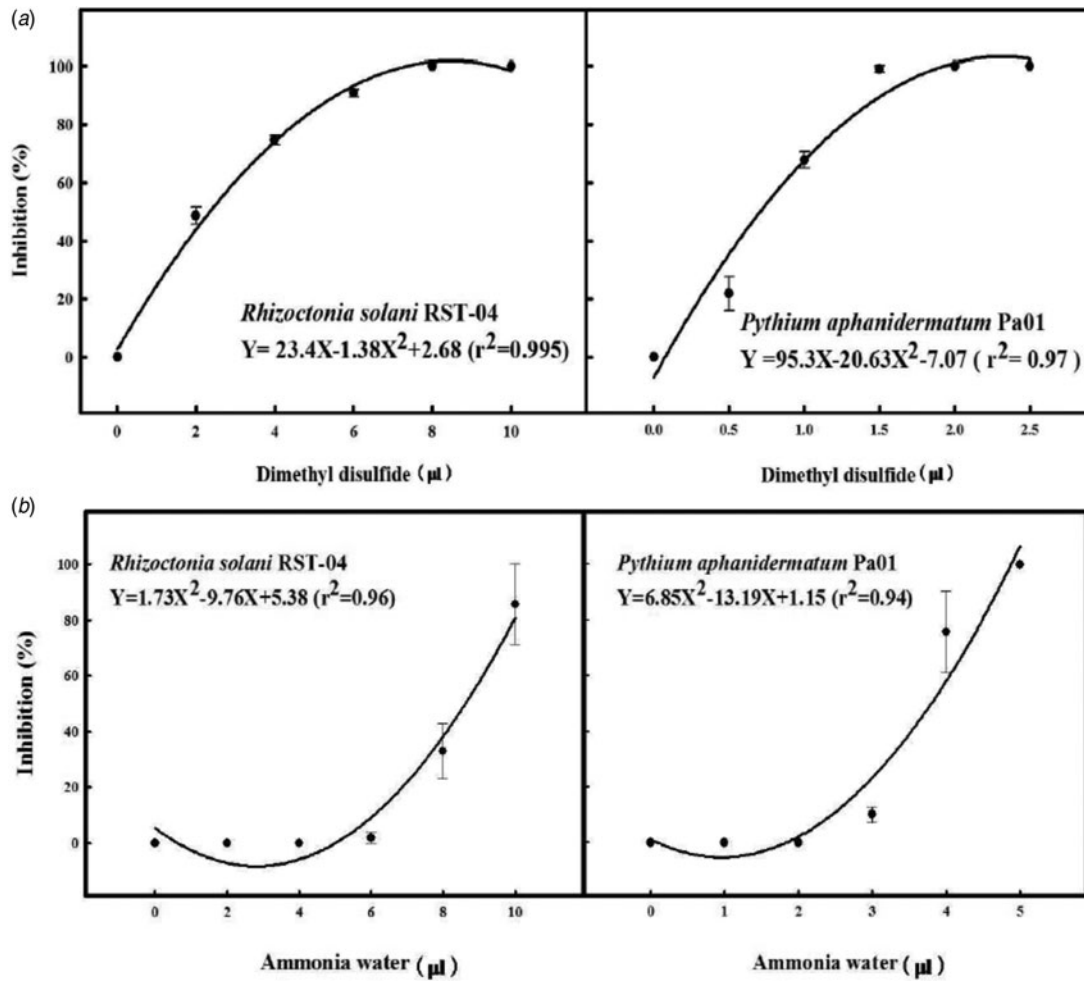 (a)
100
80
60
40
20
0
Inhibition (%)
Rhizoctonia solani RST-04
Y= 23.4X-1.38X²+2.68 (r²=0.995)
0 2 4 6 8 10
Dimethyl disulfide (µl)
Pythium aphanidermatum Pa01
Y =95.3X-20.63X²-7.07 ( r²= 0.97 )
0.0 0.5 1.0 1.5 2.0 2.5
Dimethyl disulfide (µl)
(b)
100
80
60
40
20
0
Inhibition (%)
Rhizoctonia solani RST-04
Y=1.73X²-9.76X+5.38 (r²=0.96)
0 2 4 6 8 10
Ammonia water (µl)
Pythium aphanidermatum Pa01
Y=6.85X²-13.19X+1.15 (r²=0.94)
0 1 2 3 4 5
Ammonia water (µl)